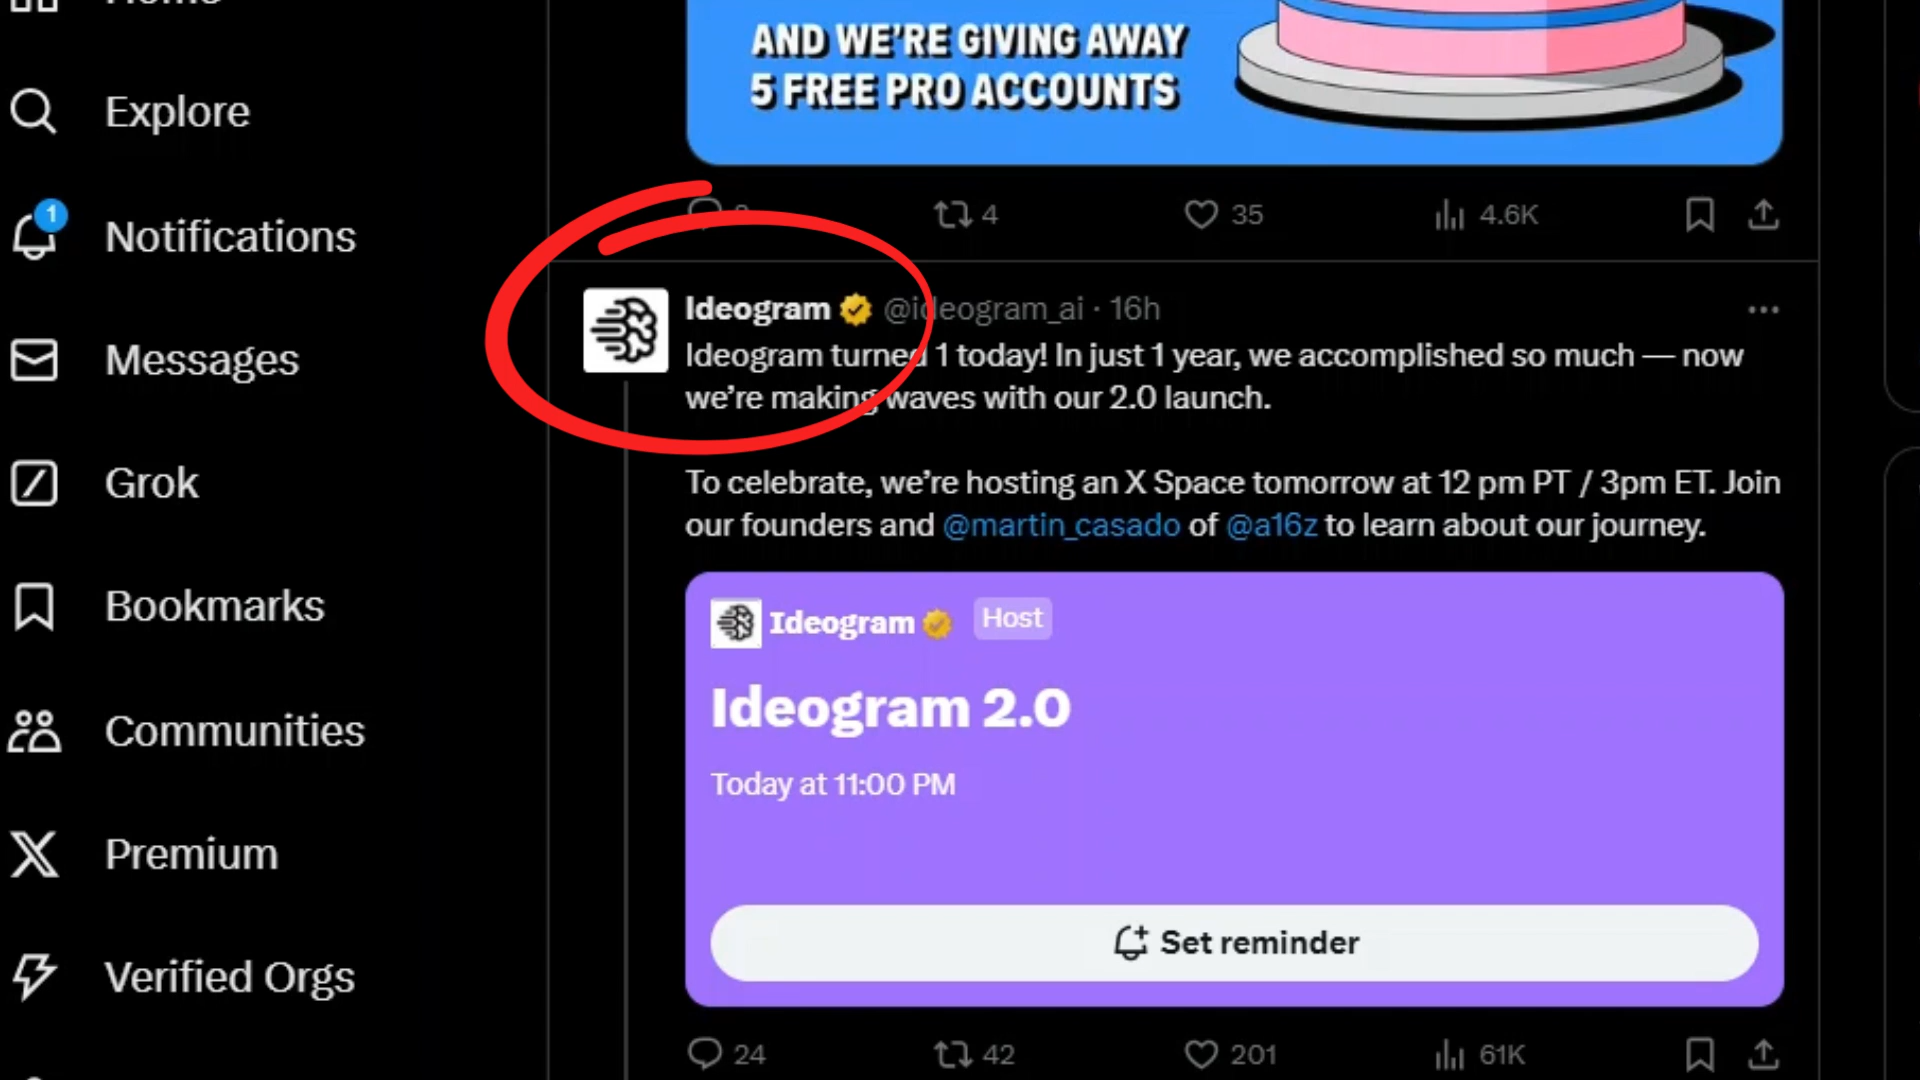 Home
Explore
1
Notifications
Messages
Grok
Bookmarks
Communities
Premium
Verified Orgs
AND WE'RE GIVING AWAY
5 FREE PRO ACCOUNTS
4 35 4.6K
Ideogram @ideogram_ai · 16h
Ideogram turned 1 today! In just 1 year, we accomplished so much — now
we're making waves with our 2.0 launch.
To celebrate, we're hosting an X Space tomorrow at 12 pm PT / 3pm ET. Join
our founders and @martin_casado of @a16z to learn about our journey.
Ideogram Host
Ideogram 2.0
Today at 11:00 PM
Set reminder
24 42 201 61K